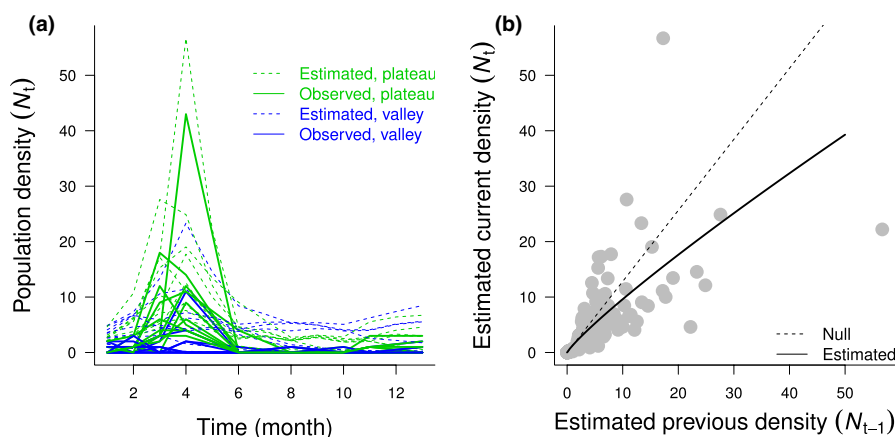 (a)
Population density (Nt)
50
40
30
20
10
0
2 4 6 8 10 12
Time (month)
Estimated, plateau
Observed, plateau
Estimated, valley
Observed, valley
(b)
Estimated current density (Nt)
50
40
30
20
10
0
0 10 20 30 40 50
Estimated previous density (Nt−1)
Null
Estimated